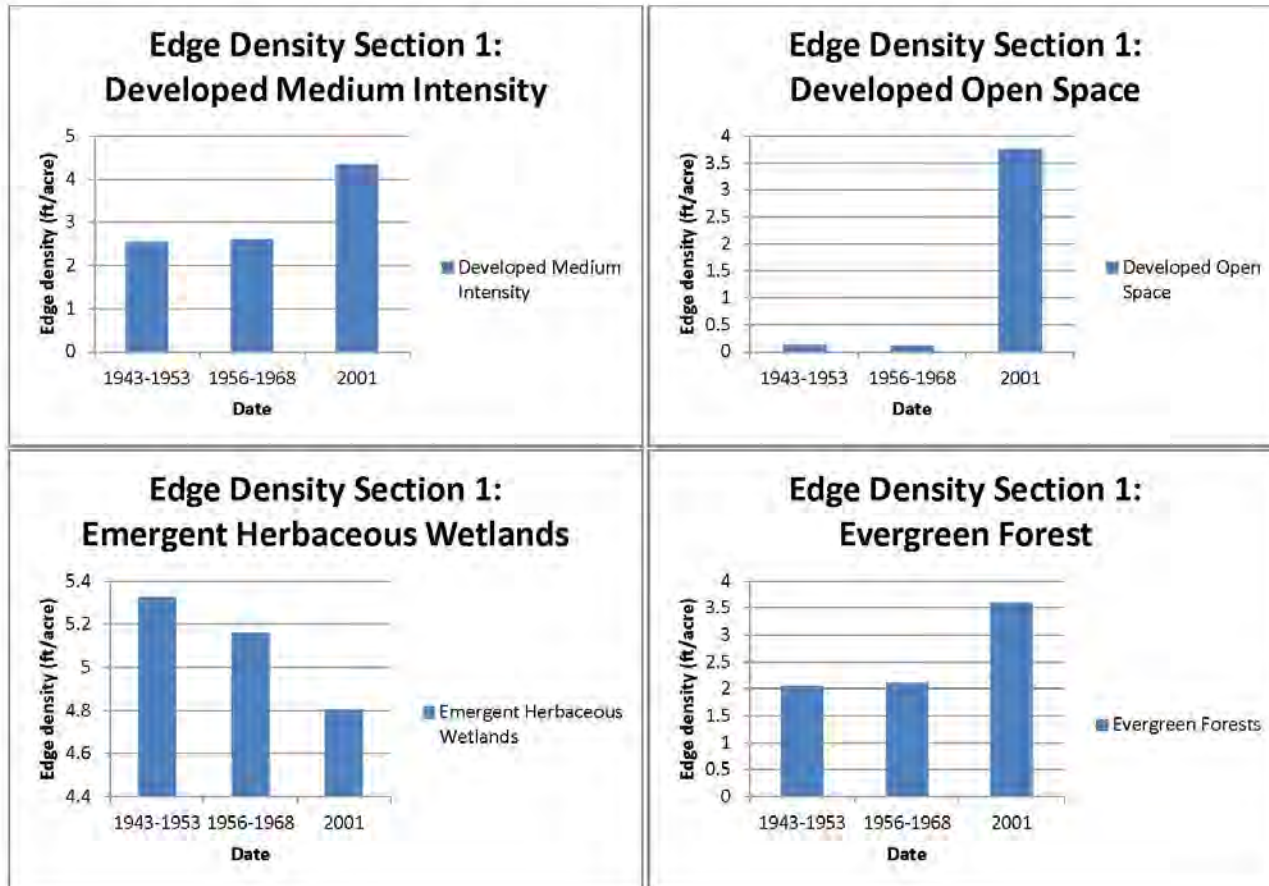 Edge Density Section 1:
Developed Medium Intensity
Edge density (ft/acre)
5
4
3
2
1
0
1943-1953
1956-1968
2001
Date
Developed Medium
Intensity
Edge Density Section 1:
Developed Open Space
Edge density (ft/acre)
4
3.5
3
2.5
2
1.5
1
0.5
0
1943-1953
1956-1968
2001
Date
Developed Open
Space
Edge Density Section 1:
Emergent Herbaceous Wetlands
Edge density (ft/acre)
5.4
5.2
5
4.8
4.6
4.4
1943-1953
1956-1968
2001
Date
Emergent Herbaceous
Wetlands
Edge Density Section 1:
Evergreen Forest
Edge density (ft/acre)
4
3.5
3
2.5
2
1.5
1
0.5
0
1943-1953
1956-1968
2001
Date
Evergreen Forests